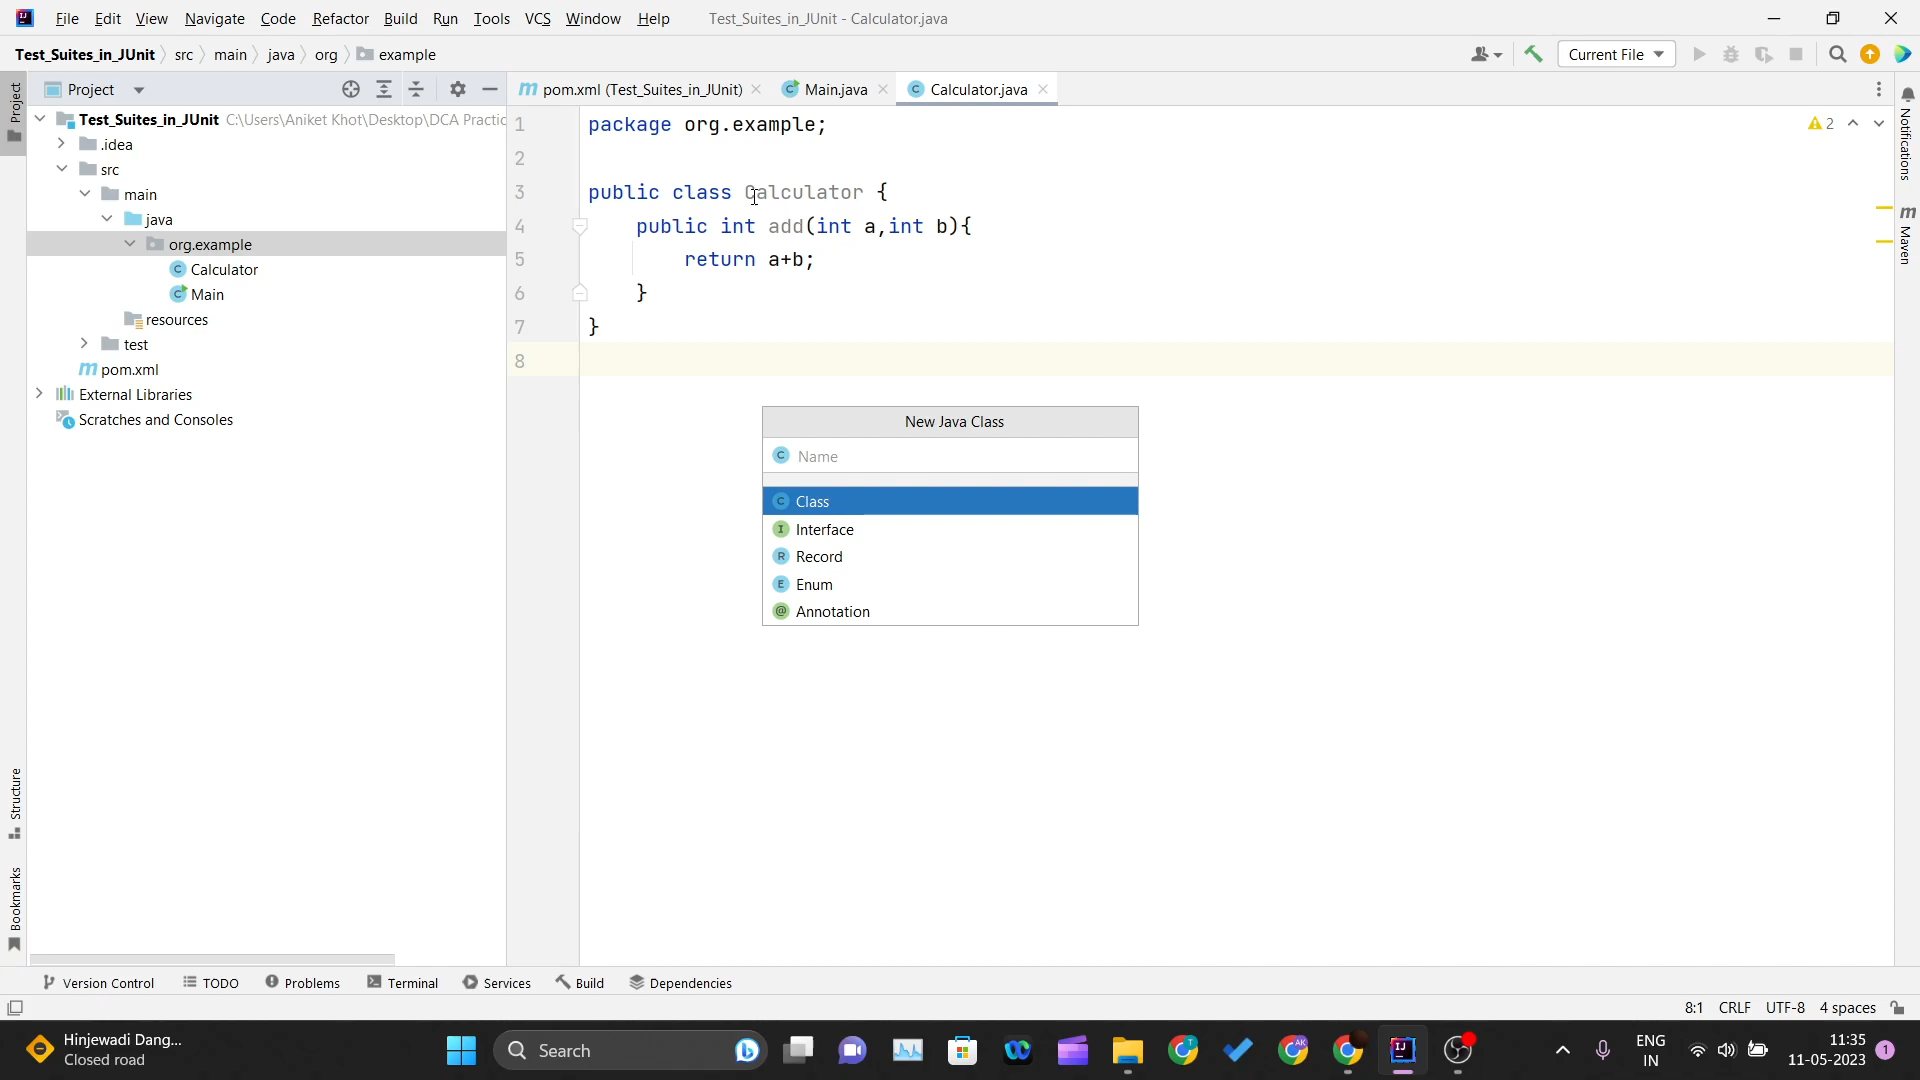 File Edit View Navigate Code Refactor Build Run Tools VCS Window Help Test_Suites_in_JUnit - Calculator.java
Test_Suites_in_JUnit src main java org example
Current File
Project
pom.xml (Test_Suites_in_JUnit) Main.java Calculator.java
Project
Notifications
Maven
Structure
Bookmarks
Test_Suites_in_JUnit C:\Users\Aniket Khot\Desktop\DCA Practic
.idea
src
main
java
org.example
Calculator
Main
resources
test
pom.xml
External Libraries
Scratches and Consoles
1 package org.example;
2
3 public class Calculator {
4 public int add(int a,int b){
5 return a+b;
6 }
7 }
8
2
New Java Class
Name
Class
Interface
Record
Enum
Annotation
Version Control TODO Problems Terminal Services Build Dependencies
8:1 CRLF UTF-8 4 spaces
Hinjewadi Dang...
Closed road
Search
ENG
IN
11:35
11-05-2023
1